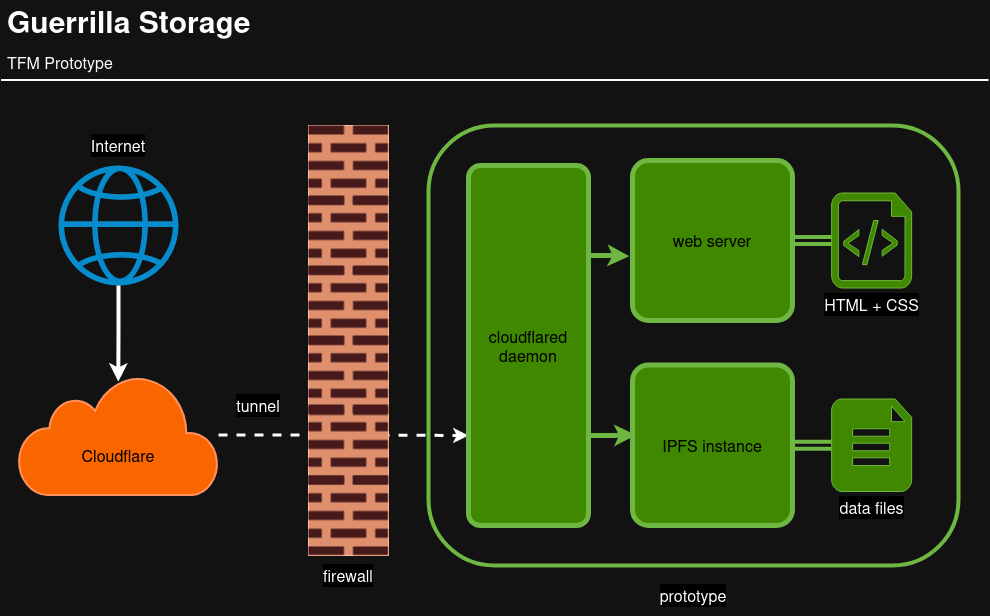 Guerrilla Storage
TFM Prototype
Internet
Cloudflare
tunnel
firewall
cloudflared
daemon
web server
</>
HTML + CSS
IPFS instance
data files
prototype